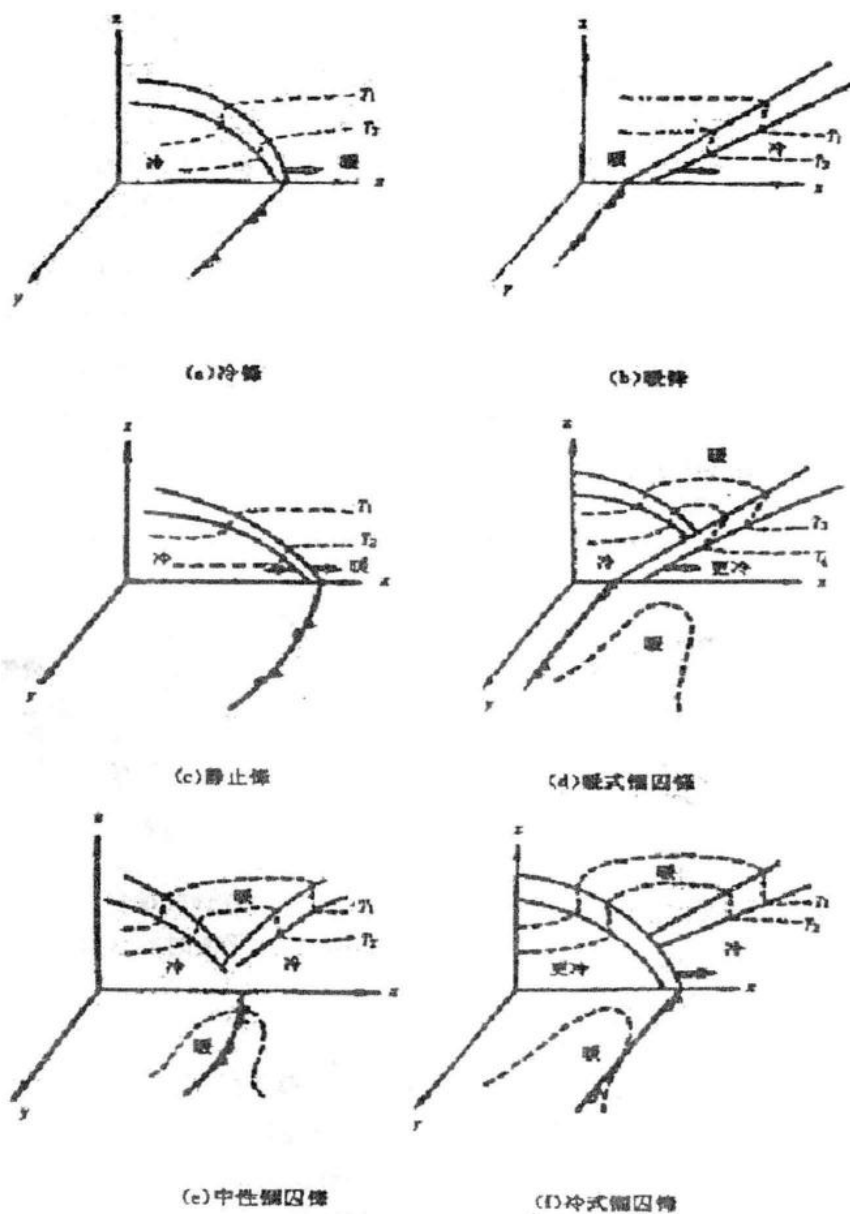 z
T1
T2
冷
暖
x
y
(a)冷锋
z
T1
冷
暖
T2
x
y
(b)暖锋
z
T1
T2
冷
暖
x
y
(c)静止锋
z
暖
T3
冷
更冷
T4
x
暖
y
(d)暖式锢囚锋
z
暖
T1
T2
冷
冷
x
暖
y
(e)中性锢囚锋
z
暖
T1
T2
冷
更冷
x
暖
y
(f)冷式锢囚锋